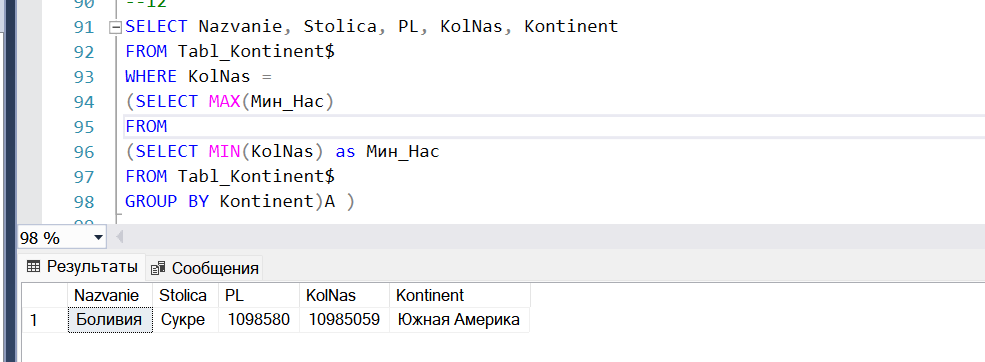 90 --12
91 SELECT Nazvanie, Stolica, PL, KolNas, Kontinent
92 FROM Tabl_Kontinent$
93 WHERE KolNas =
94 (SELECT MAX(Мин_Нас)
95 FROM
96 (SELECT MIN(KolNas) as Мин_Нас
97 FROM Tabl_Kontinent$
98 GROUP BY Kontinent)A )
98 %
Результаты Сообщения
Nazvanie Stolica PL KolNas Kontinent
1 Боливия Сукре 1098580 10985059 Южная Америка